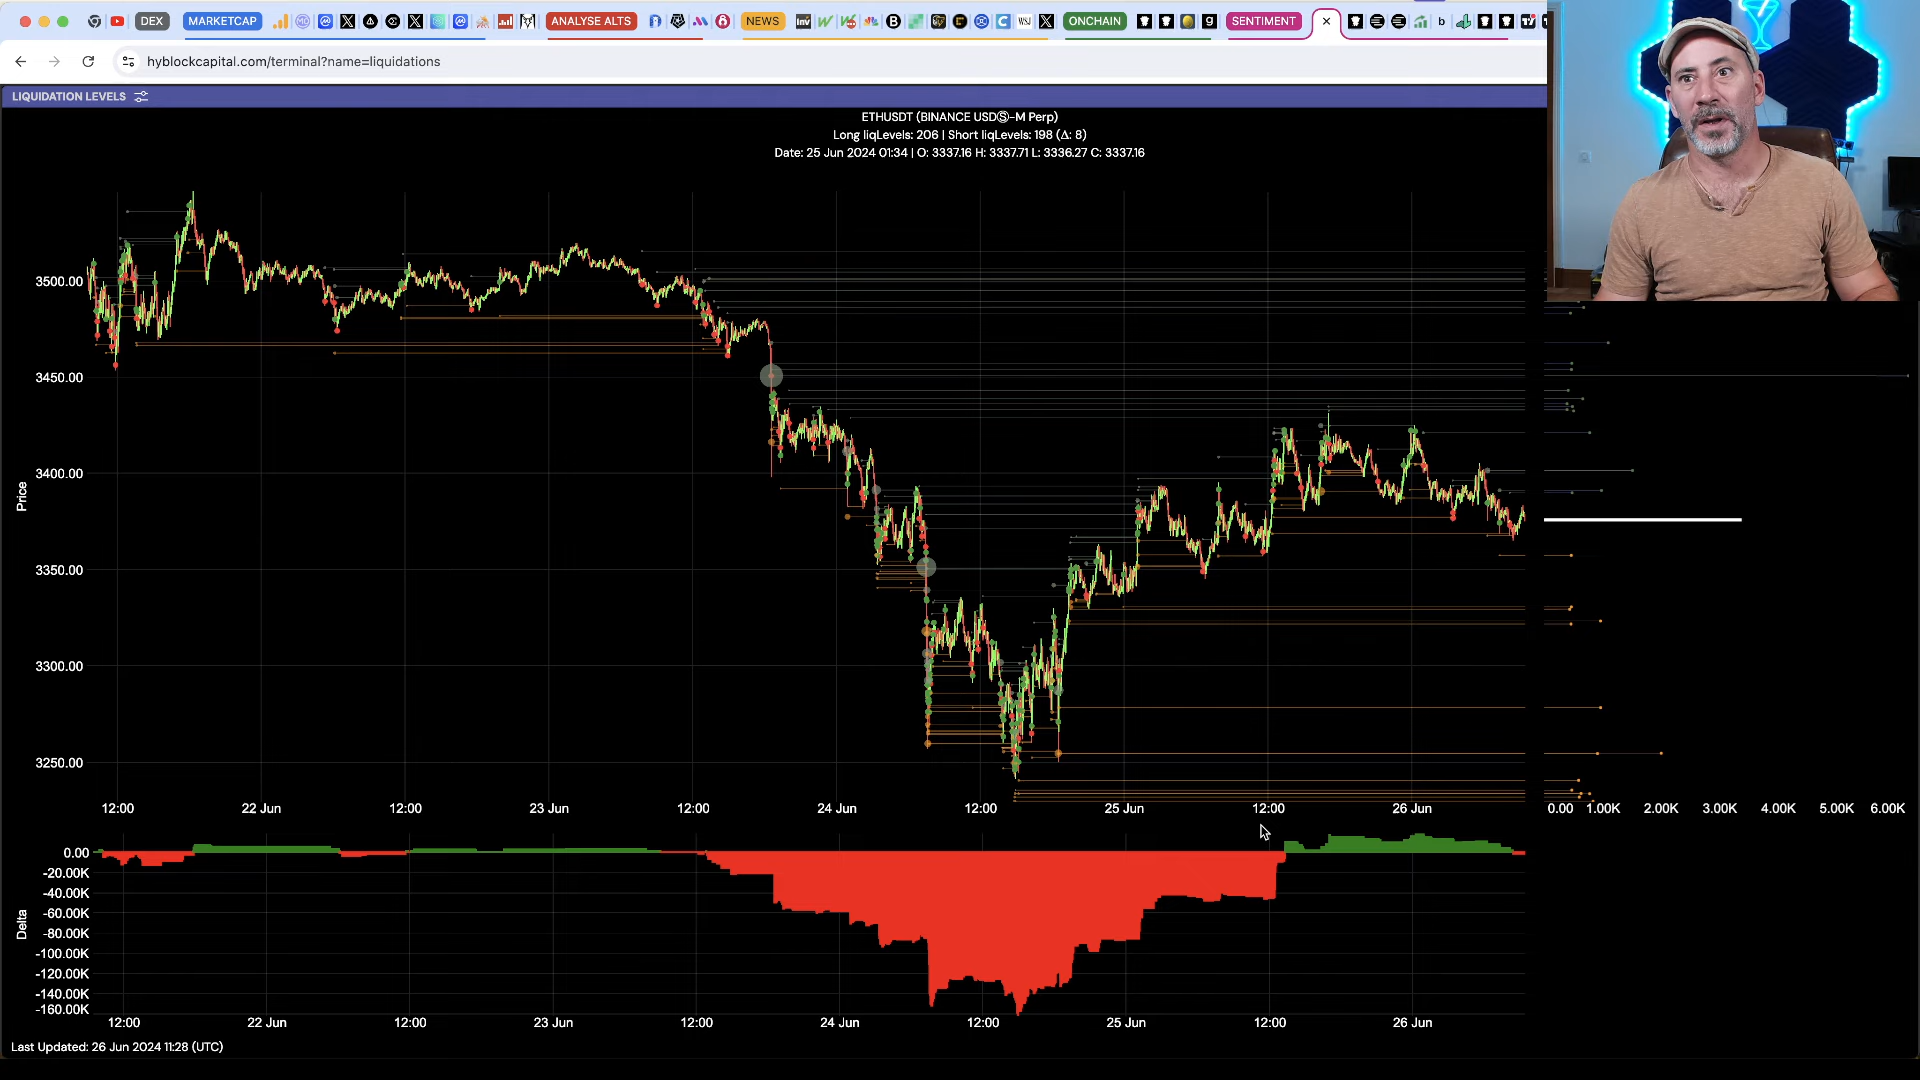 DEX
MARKETCAP
ANALYSE ALTS
NEWS
ONCHAIN
SENTIMENT
hyblockcapital.com/terminal?name=liquidations
LIQUIDATION LEVELS
ETHUSDT (BINANCE USDⓈ-M Perp)
Long liqLevels: 206 | Short liqLevels: 198 (Δ: 8)
Date: 25 Jun 2024 01:34 | O: 3337.16 H: 3337.71 L: 3336.27 C: 3337.16
3500.00
3450.00
3400.00
3350.00
3300.00
3250.00
Price
12:00 22 Jun 12:00 23 Jun 12:00 24 Jun 12:00 25 Jun 12:00 26 Jun
0.00 1.00K 2.00K 3.00K 4.00K 5.00K 6.00K
0.00
-20.00K
-40.00K
-60.00K
-80.00K
-100.00K
-120.00K
-140.00K
-160.00K
Delta
12:00 22 Jun 12:00 23 Jun 12:00 24 Jun 12:00 25 Jun 12:00 26 Jun
Last Updated: 26 Jun 2024 11:28 (UTC)